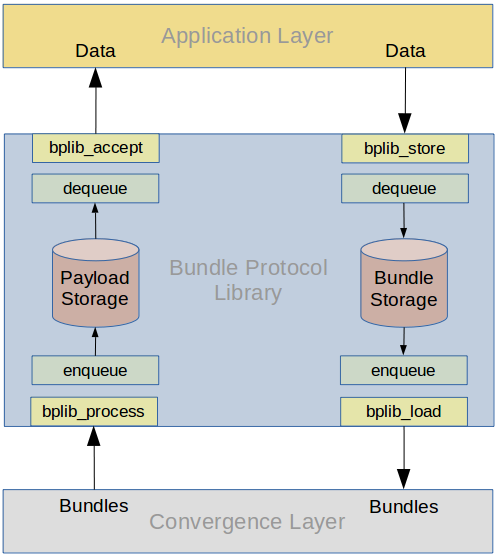 Application Layer
Data
Data
bplib_accept
bplib_store
dequeue
dequeue
Payload
Storage
Bundle Protocol
Library
Bundle
Storage
enqueue
enqueue
bplib_process
bplib_load
Bundles
Convergence Layer
Bundles